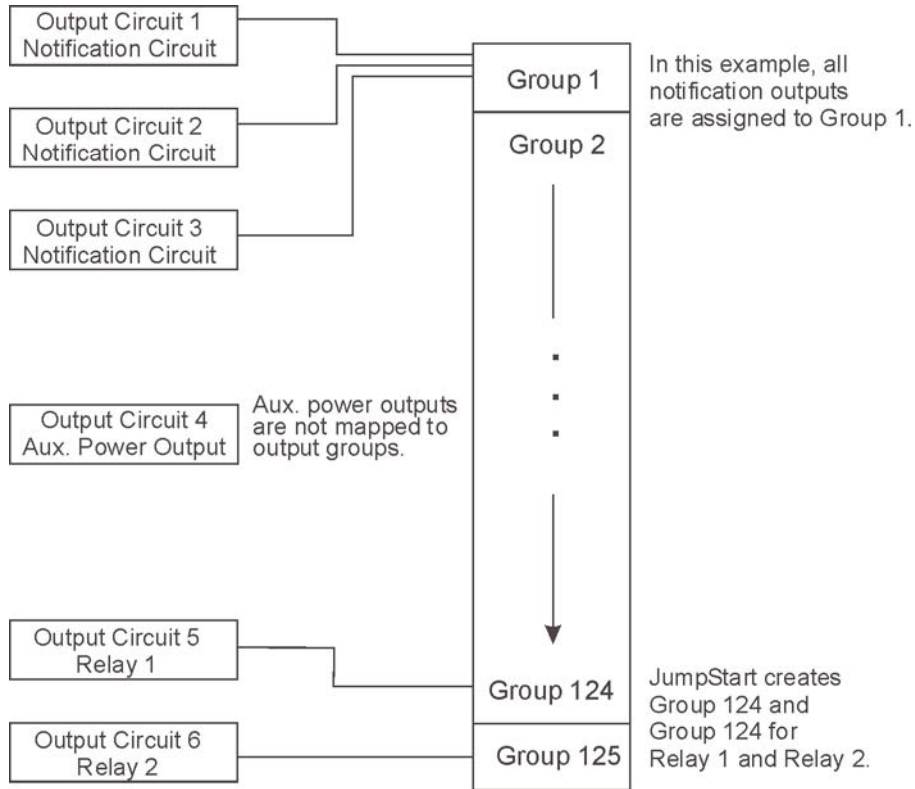 Output Circuit 1
Notification Circuit
Group 1
In this example, all
notification outputs
are assigned to Group 1.
Output Circuit 2
Notification Circuit
Group 2
Output Circuit 3
Notification Circuit
Output Circuit 4
Aux. Power Output
Aux. power outputs
are not mapped to
output groups.
Output Circuit 5
Relay 1
Group 124
JumpStart creates
Group 124 and
Group 124 for
Relay 1 and Relay 2.
Output Circuit 6
Relay 2
Group 125